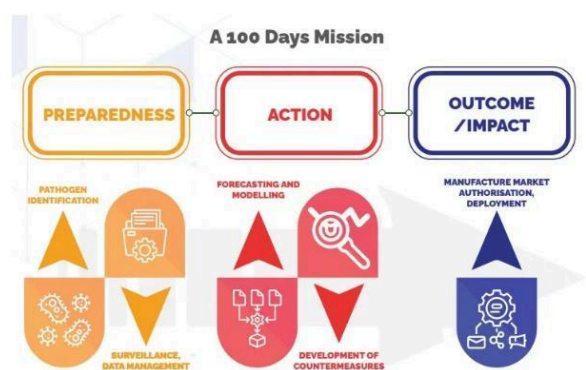 A 100 Days Mission
PREPAREDNESS
ACTION
OUTCOME
/IMPACT
PATHOGEN
IDENTIFICATION
FORECASTING AND
MODELLING
MANUFACTURE MARKET
AUTHORISATION,
DEPLOYMENT
SURVEILLANCE,
DATA MANAGEMENT
DEVELOPMENT OF
COUNTERMEASURES